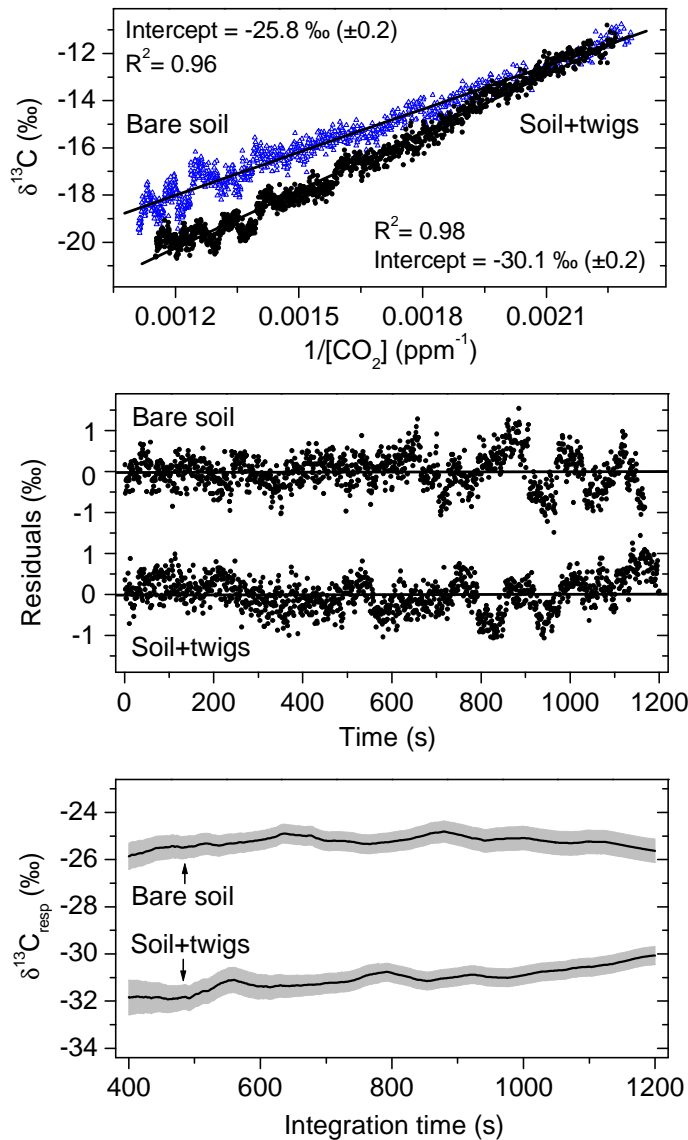 Intercept = -25.8 ‰ (±0.2)
R²= 0.96
Bare soil
Soil+twigs
R²= 0.98
Intercept = -30.1 ‰ (±0.2)
-12
-14
-16
-18
-20
δ¹³C (‰)
0.0012 0.0015 0.0018 0.0021
1/[CO₂] (ppm⁻¹)
Bare soil
1
0
-1
1
0
-1
Soil+twigs
Residuals (‰)
0 200 400 600 800 1000 1200
Time (s)
-24
-26
-28
-30
-32
-34
δ¹³C_resp (‰)
Bare soil
Soil+twigs
400 600 800 1000 1200
Integration time (s)